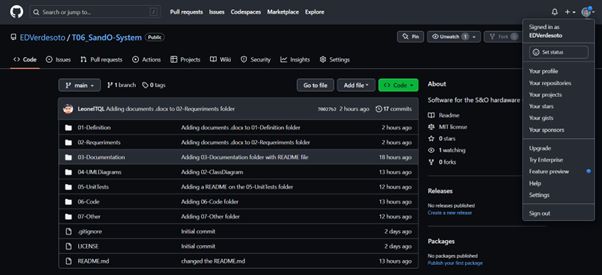 Search or jump to...
/
Pull requests Issues Codespaces Marketplace Explore
Signed in as
EDVerdesoto
Set status
Your profile
Your repositories
Your projects
Your stars
Your gists
Your sponsors
Upgrade
Try Enterprise
Feature preview
Help
Settings
Sign out
EDVerdesoto / T06_SandO-System Public
Pin Unwatch 1 Fork
Code Issues Pull requests Actions Projects Wiki Security Insights Settings
main 1 branch 0 tags Go to file Add file Code
LeonelTQL Adding documents .docx to 02-Requeriments folder 2 hours ago 17 commits
01-Definition Adding documents .docx to 01-Definition folder 2 hours ago
02-Requeriments Adding documents .docx to 02-Requeriments folder 2 hours ago
03-Documentation Adding 03-Documentation folder with README file 18 hours ago
04-UMLDiagrams Adding 02-ClassDiagram 13 hours ago
05-UnitTests Adding a README on the 05-UnitTests folder 2 hours ago
06-Code Adding 06-Code folder 13 hours ago
07-Other Adding 07-Other folder 12 hours ago
.gitignore Initial commit 2 days ago
LICENSE Initial commit 2 days ago
README.md changed the README.md 13 hours ago
About
Software for the S&O hardaware
Readme
MIT license
0 stars
1 watching
0 forks
Releases
No releases published
Create a new release
Packages
No packages published
Publish your first package